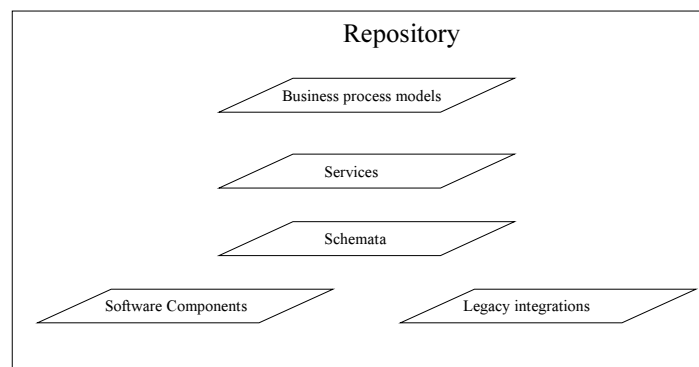 Repository
Business process models
Services
Schemata
Software Components
Legacy integrations